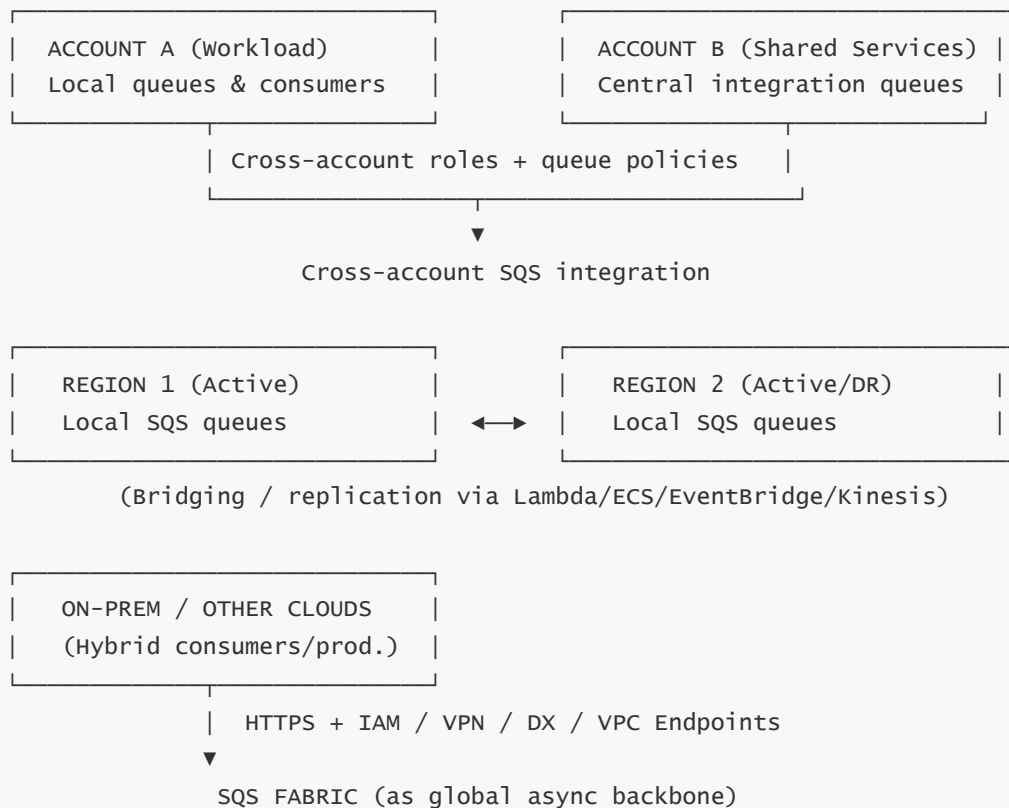 ACCOUNT A (Workload) ACCOUNT B (Shared Services)
Local queues & consumers Central integration queues
Cross-account roles + queue policies
Cross-account SQS integration
REGION 1 (Active) REGION 2 (Active/DR)
Local SQS queues Local SQS queues
(Bridging / replication via Lambda/ECS/EventBridge/Kinesis)
ON-PREM / OTHER CLOUDS
(Hybrid consumers/prod.)
HTTPS + IAM / VPN / DX / VPC Endpoints
SQS FABRIC (as global async backbone)